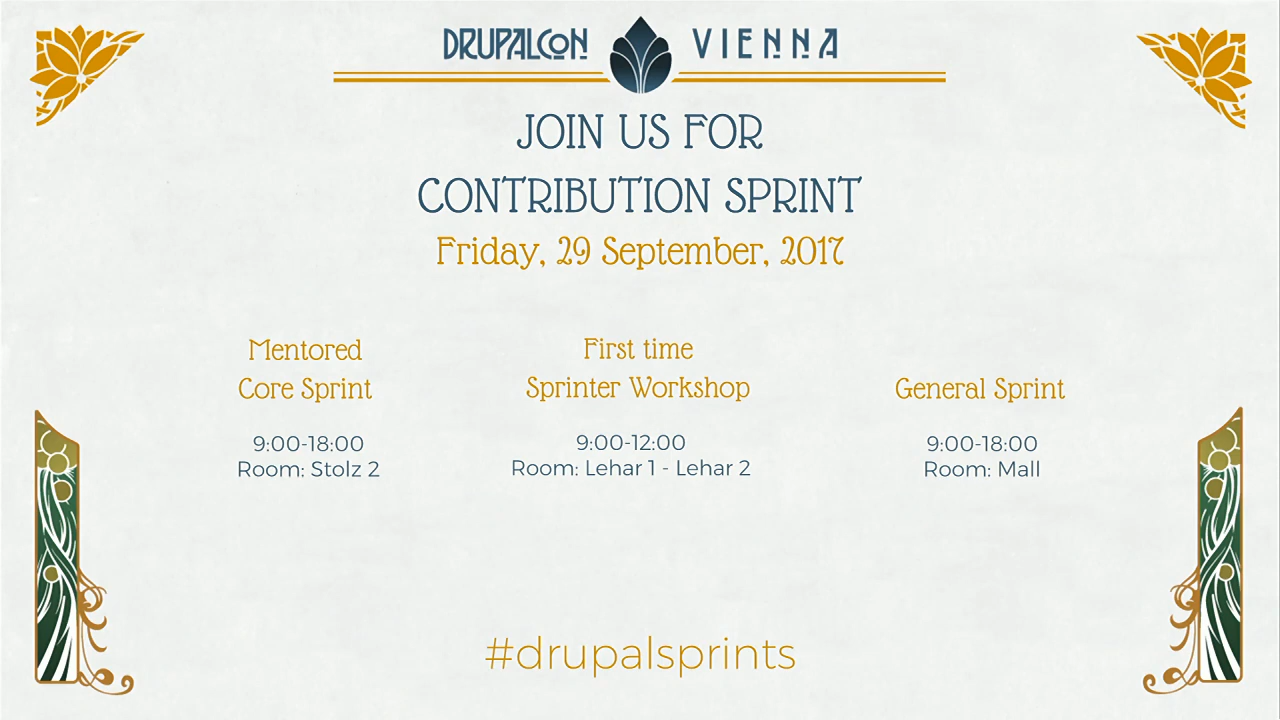 DRUPALCON VIENNA
JOIN US FOR
CONTRIBUTION SPRINT
Friday, 29 September, 2017
Mentored
Core Sprint
9:00-18:00
Room: Stolz 2
First time
Sprinter Workshop
9:00-12:00
Room: Lehar 1 - Lehar 2
General Sprint
9:00-18:00
Room: Mall
#drupalsprints